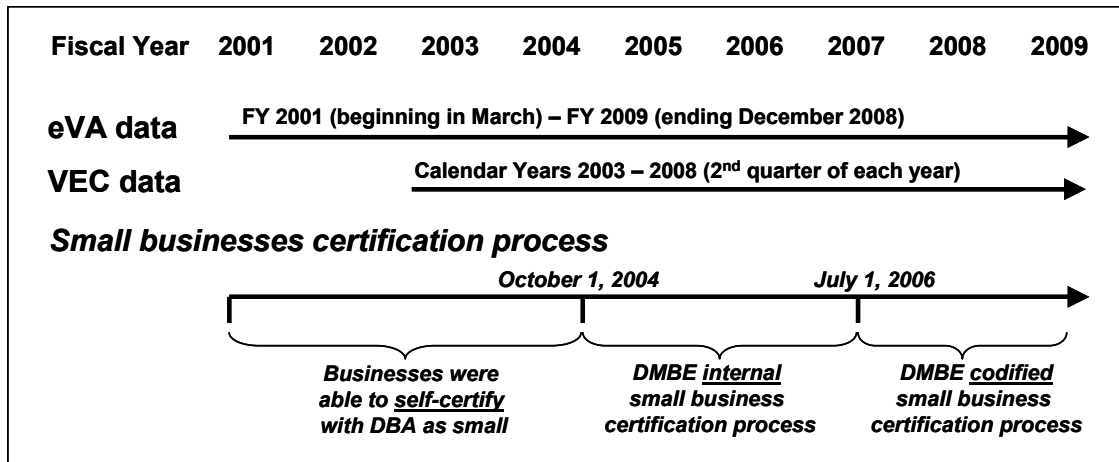 Fiscal Year 2001 2002 2003 2004 2005 2006 2007 2008 2009
eVA data FY 2001 (beginning in March) – FY 2009 (ending December 2008)
VEC data Calendar Years 2003 – 2008 (2nd quarter of each year)
Small businesses certification process
October 1, 2004 July 1, 2006
Businesses were
able to self-certify
with DBA as small
DMBE internal
small business
certification process
DMBE codified
small business
certification process